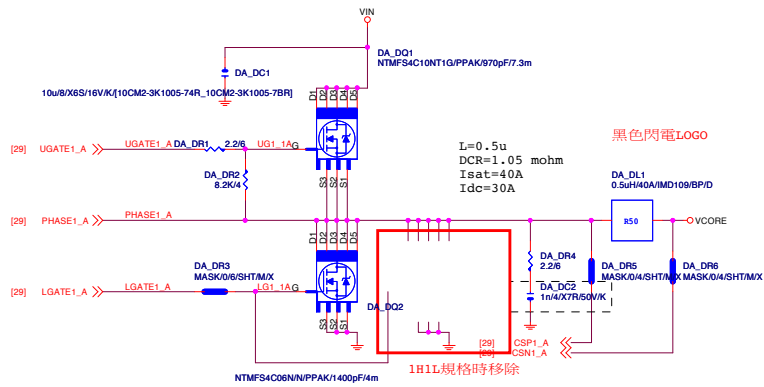 VIN
DA_DQ1
NTMFS4C10NT1G/PPAK/970pF/7.3m
DA_DC1
10u/8/X6S/16V/K/[10CM2-3K1005-74R_10CM2-3K1005-7BR]
D1
D2
D3
D4
D5
L=0.5u
DCR=1.05 mohm
Isat=40A
Idc=30A
黑色閃電LOGO
[29] UGATE1_A
UGATE1_A
DA_DR1
2.2/6
UG1_1A
G
S3
S2
S1
DA_DR2
8.2K/4
DA_DL1
0.5uH/40A/IMD109/BP/D
R50
VCORE
[29] PHASE1_A
PHASE1_A
D1
D2
D3
D4
D5
DA_DR3
MASK/0/6/SHT/M/X
DA_DR4
2.2/6
DA_DR5
MASK/0/4/SHT/M/X
DA_DR6
MASK/0/4/SHT/M/X
[29] LGATE1_A
LGATE1_A
LG1_1A
G
S3
S2
S1
DA_DQ2
DA_DC2
1n/4/X7R/50V/K
[29] CSP1_A
[29] CSN1_A
1H1L規格時移除
NTMFS4C06N/N/PPAK/1400pF/4m